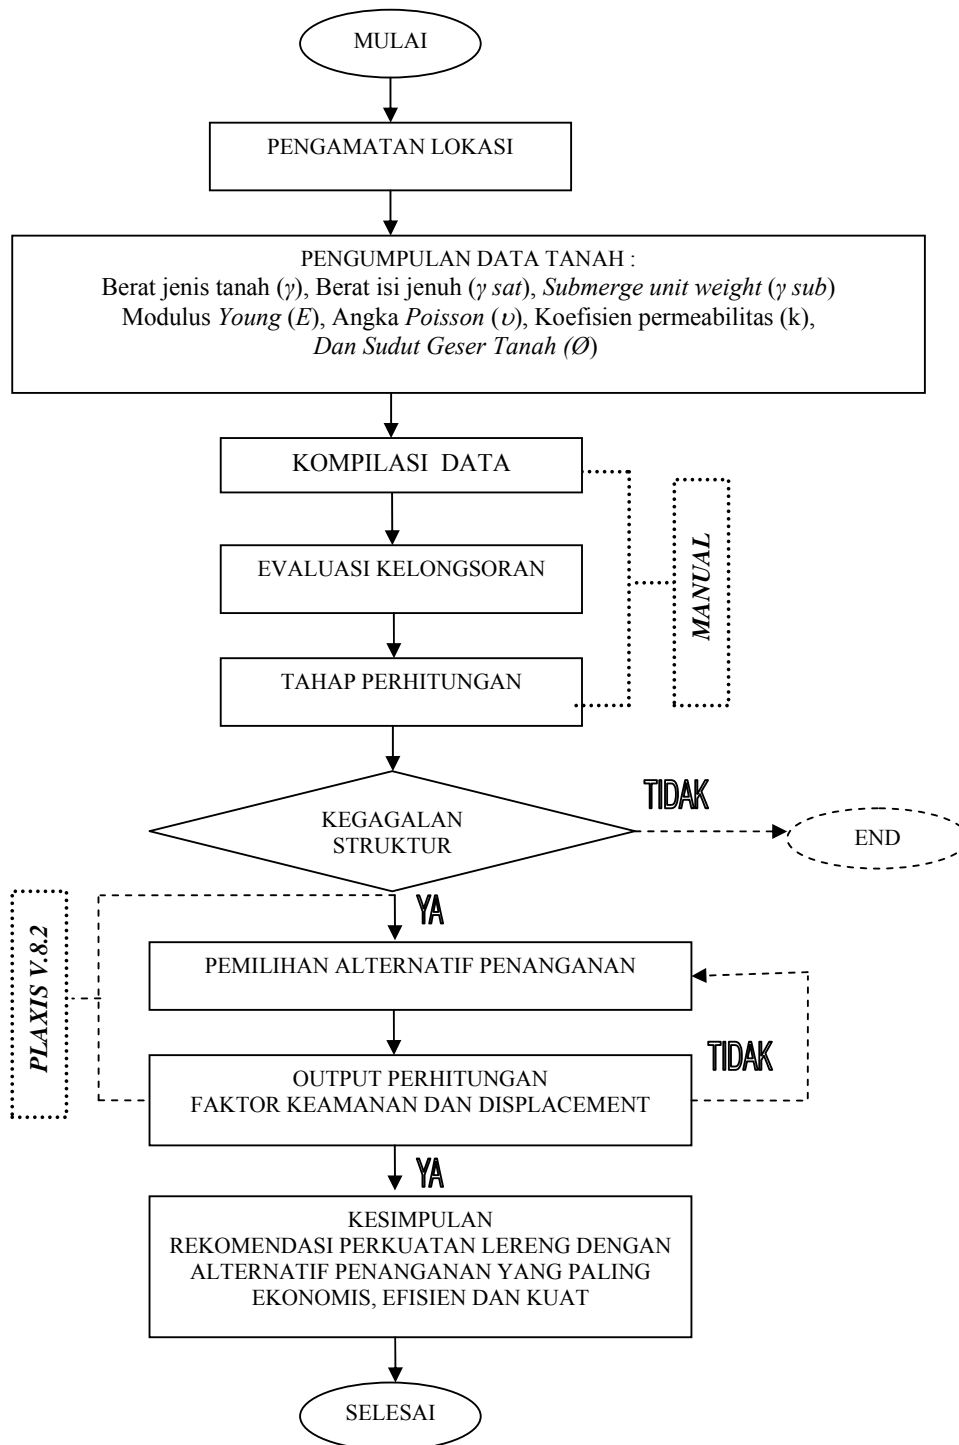 MULAI
PENGAMATAN LOKASI
PENGUMPULAN DATA TANAH :
Berat jenis tanah (γ), Berat isi jenuh (γ sat), Submerge unit weight (γ sub)
Modulus Young (E), Angka Poisson (υ), Koefisien permeabilitas (k),
Dan Sudut Geser Tanah (Ø)
KOMPILASI DATA
EVALUASI KELONGSORAN
TAHAP PERHITUNGAN
MANUAL
KEGAGALAN
STRUKTUR
TIDAK
END
YA
PLAXIS V.8.2
PEMILIHAN ALTERNATIF PENANGANAN
OUTPUT PERHITUNGAN
FAKTOR KEAMANAN DAN DISPLACEMENT
TIDAK
YA
KESIMPULAN
REKOMENDASI PERKUATAN LERENG DENGAN
ALTERNATIF PENANGANAN YANG PALING
EKONOMIS, EFISIEN DAN KUAT
SELESAI